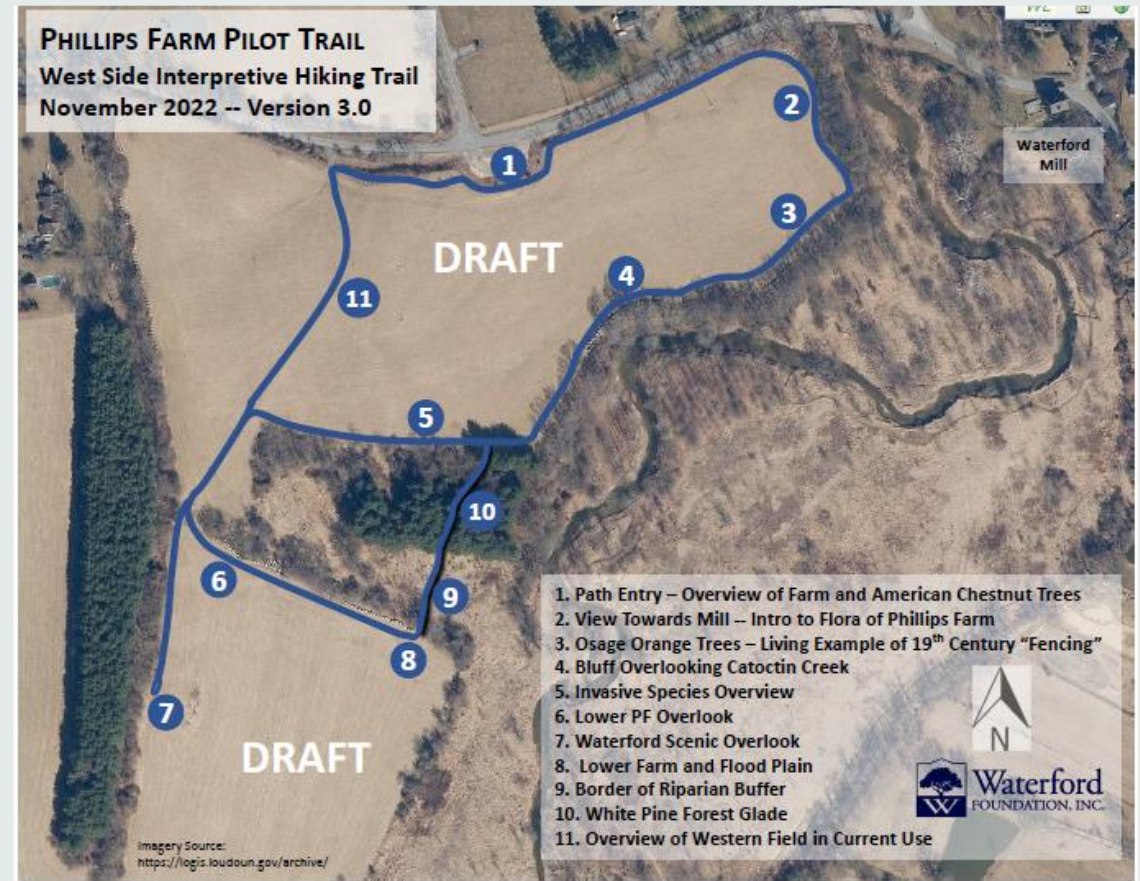 PHILLIPS FARM PILOT TRAIL
West Side Interpretive Hiking Trail
November 2022 -- Version 3.0
Waterford
Mill
1
2
3
4
DRAFT
11
5
10
6
9
8
7
DRAFT
1. Path Entry – Overview of Farm and American Chestnut Trees
2. View Towards Mill -- Intro to Flora of Phillips Farm
3. Osage Orange Trees – Living Example of 19th Century “Fencing”
4. Bluff Overlooking Catoctin Creek
5. Invasive Species Overview
6. Lower PF Overlook
7. Waterford Scenic Overlook
8. Lower Farm and Flood Plain
9. Border of Riparian Buffer
10. White Pine Forest Glade
11. Overview of Western Field in Current Use
N
W
Waterford
FOUNDATION, INC.
Imagery Source:
https://logis.loudoun.gov/archive/